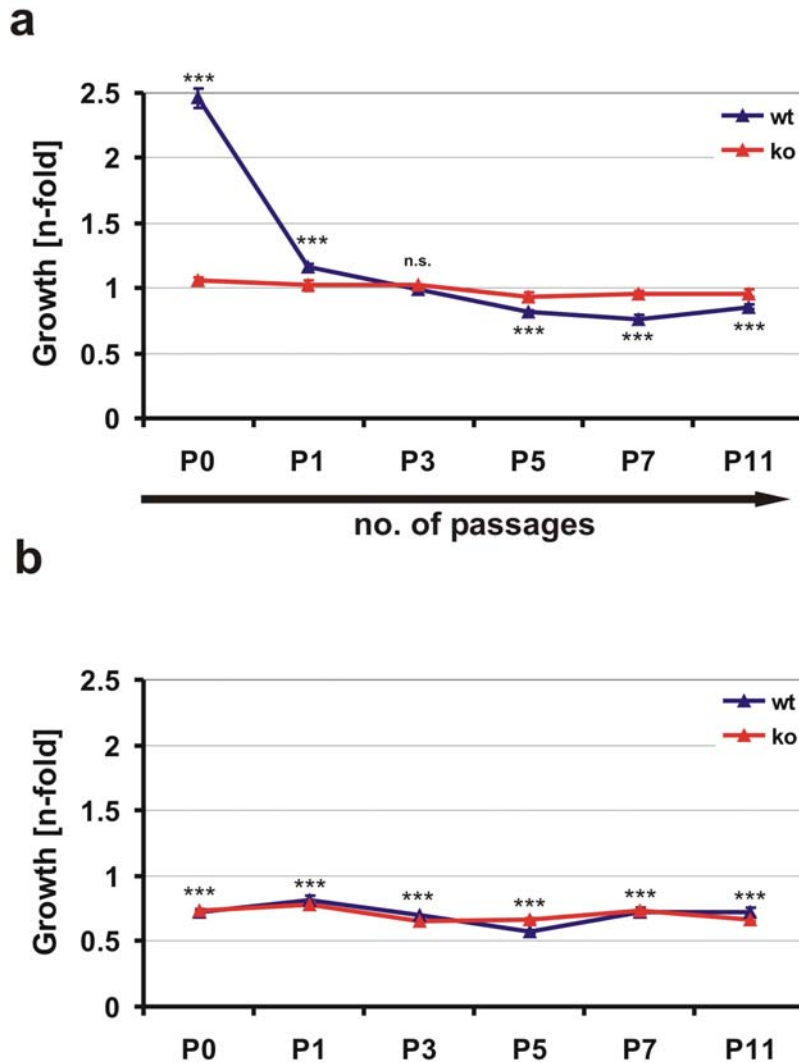 a
***
2.5
wt
ko
2
1.5
***
n.s.
1
***
***
***
0.5
0
Growth [n-fold]
P0 P1 P3 P5 P7 P11
no. of passages
b
2.5
wt
ko
2
1.5
1
*** *** *** *** *** ***
0.5
0
Growth [n-fold]
P0 P1 P3 P5 P7 P11